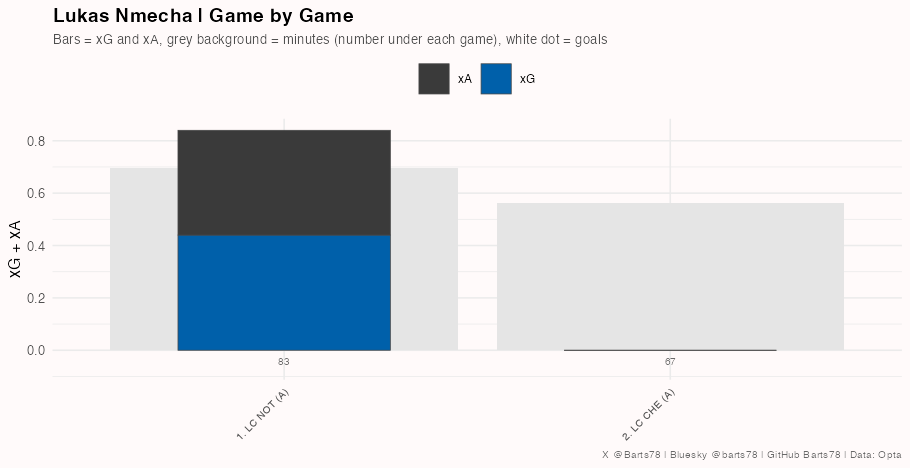 Lukas Nmecha | Game by Game
Bars = xG and xA, grey background = minutes (number under each game), white dot = goals
xA
xG
xG + xA
0.8
0.6
0.4
0.2
0.0
83
67
1. LC NOT (A)
2. LC CHE (A)
X @Barts78 | Bluesky @barts78 | GitHub Barts78 | Data: Opta